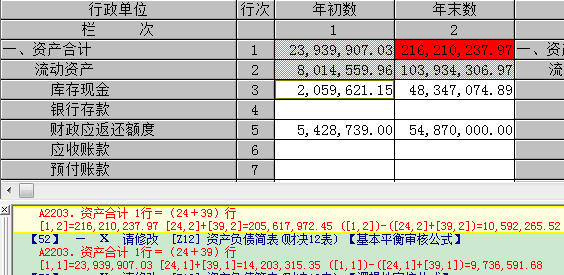 行政单位 行次 年初数 年末数
栏 次 1 2
一、资产合计 1 23,939,907.03 216,210,237.97 一、资产
流动资产 2 8,014,559.96 103,934,306.97 流
库存现金 3 2,059,621.15 48,347,074.89
银行存款 4
财政应返还额度 5 5,428,739.00 54,870,000.00
应收账款 6
预付账款 7
A2203. 资产合计 1行＝（24＋39）行
[1,2]=216,210,237.97 [24,2]+[39,2]=205,617,972.45 ([1,2])-([24,2]+[39,2])=10,592,265.52
【52】 － X 请修改 [Z12] 资产负债简表(财决12表) 【基本平衡审核公式】
A2203. 资产合计 1行＝（24＋39）行
[1,1]=23,939,907.03 [24,1]+[39,1]=14,203,315.35 ([1,1])-([24,1]+[39,1])=9,736,591.68